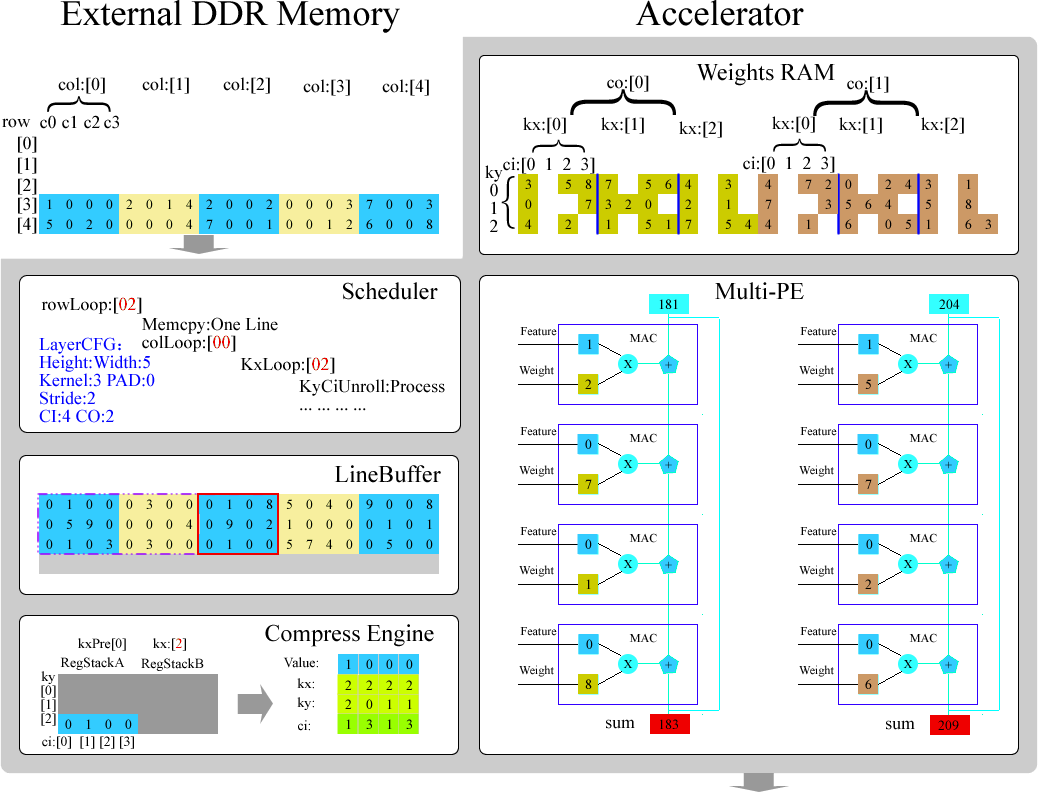 External DDR Memory
Accelerator
col:[0] col:[1] col:[2] col:[3] col:[4]
row c0 c1 c2 c3
[0]
[1]
[2]
[3] 1 0 0 0 2 0 1 4 2 0 0 2 0 0 0 3 7 0 0 3
[4] 5 0 2 0 0 0 0 4 7 0 0 1 0 0 1 2 6 0 0 8
Weights RAM
co:[0] co:[1]
kx:[0] kx:[1] kx:[2] kx:[0] kx:[1] kx:[2]
ci:[0 1 2 3] ci:[0 1 2 3]
ky
0 3 5 8 7 5 6 4 3 4 7 2 0 2 4 3 1
1 0 7 3 2 0 2 1 7 3 5 6 4 5 8
2 4 2 1 5 1 7 5 4 4 1 6 0 5 1 6 3
Scheduler
rowLoop:[02]
Memcpy:One Line
colLoop:[00]
KxLoop:[02]
KyCiUnroll:Process
... ... ... ...
LayerCFG：
Height:Width:5
Kernel:3 PAD:0
Stride:2
CI:4 CO:2
LineBuffer
0 1 0 0 0 3 0 0 0 1 0 8 5 0 4 0 9 0 0 8
0 5 9 0 0 0 0 4 0 9 0 2 1 0 0 0 0 1 0 1
0 1 0 3 0 3 0 0 0 1 0 0 5 7 4 0 0 5 0 0
Compress Engine
kxPre[0] kx:[2]
RegStackA RegStackB
ky
[0]
[1]
[2] 0 1 0 0
ci:[0] [1] [2] [3]
Value: 1 0 0 0
kx: 2 2 2 2
ky: 2 0 1 1
ci: 1 3 1 3
Multi-PE
181
Feature 1 MAC
Weight 2 X +
Feature 0 MAC
Weight 7 X +
Feature 0 MAC
Weight 1 X +
Feature 0 MAC
Weight 8 X +
sum 183
204
Feature 1 MAC
Weight 5 X +
Feature 0 MAC
Weight 7 X +
Feature 0 MAC
Weight 2 X +
Feature 0 MAC
Weight 6 X +
sum 209